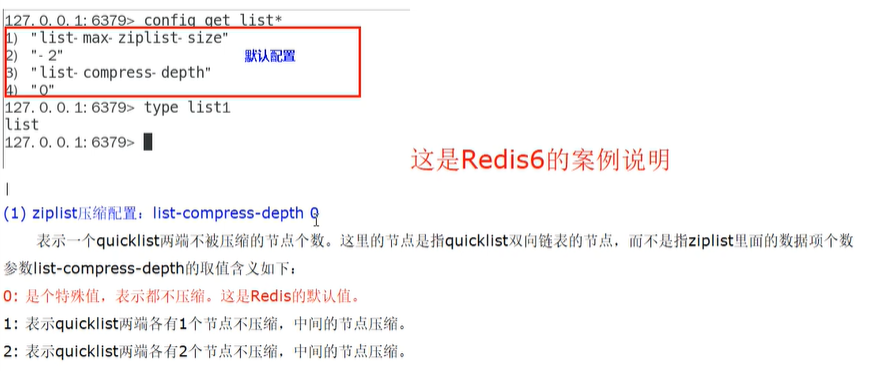 127.0.0.1:6379> config get list*
1) "list-max-ziplist-size"
2) "-2"
默认配置
3) "list-compress-depth"
4) "0"
127.0.0.1:6379> type list1
list
127.0.0.1:6379>
这是Redis6的案例说明
(1) ziplist压缩配置：list-compress-depth 0
表示一个quicklist两端不被压缩的节点个数。这里的节点是指quicklist双向链表的节点，而不是指ziplist里面的数据项个数
参数list-compress-depth的取值含义如下：
0: 是个特殊值，表示都不压缩。这是Redis的默认值。
1: 表示quicklist两端各有1个节点不压缩，中间的节点压缩。
2: 表示quicklist两端各有2个节点不压缩，中间的节点压缩。